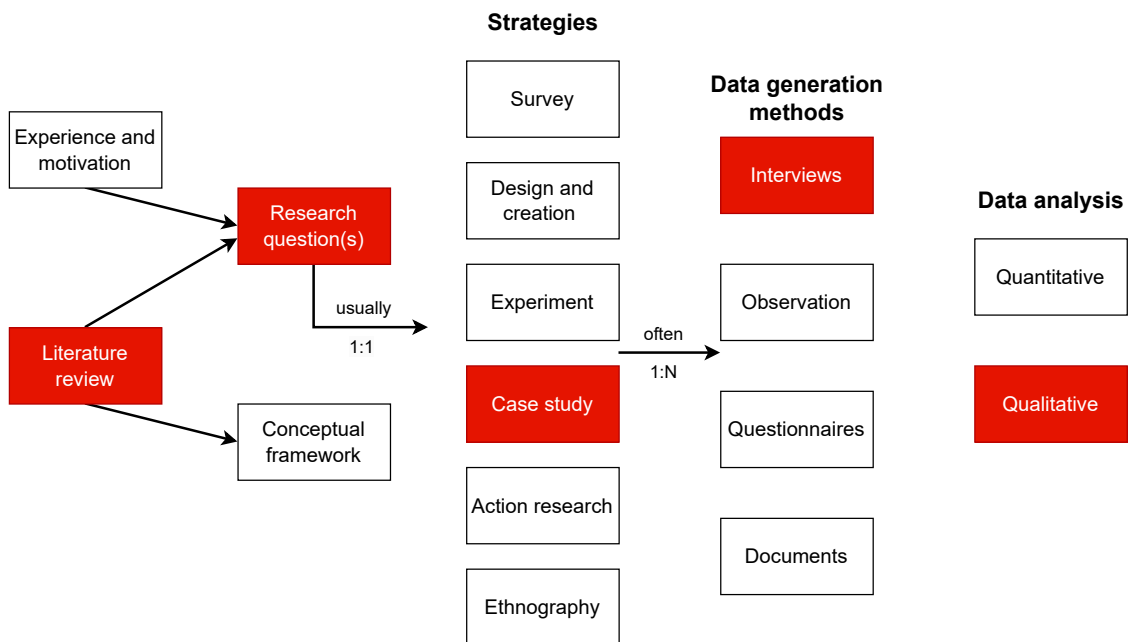 Strategies
Survey
Design and
creation
Experiment
Case study
Action research
Ethnography
Data generation
methods
Interviews
Observation
Questionnaires
Documents
Data analysis
Quantitative
Qualitative
Experience and
motivation
Literature
review
Research
question(s)
Conceptual
framework
usually
1:1
often
1:N